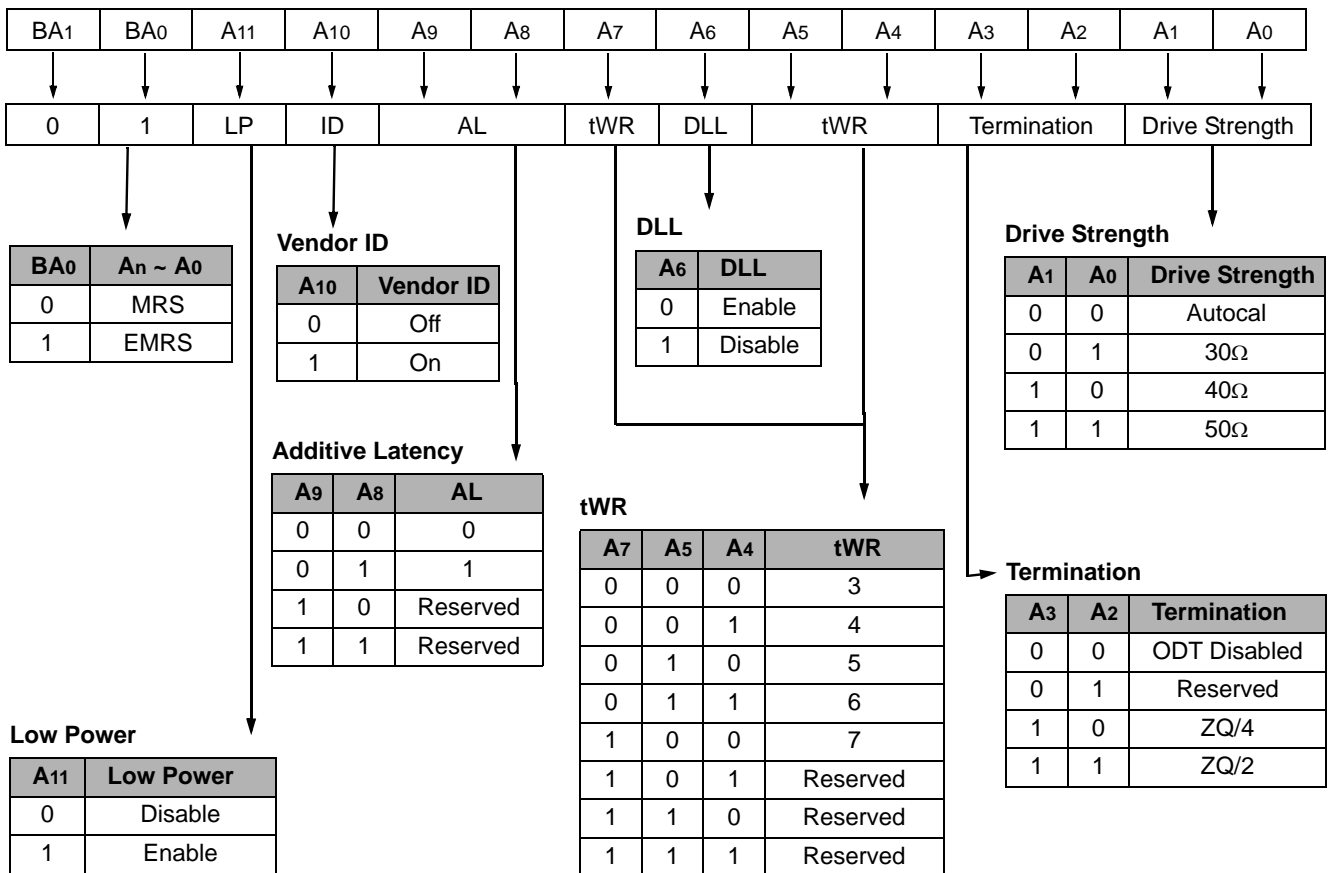 BA1 BA0 A11 A10 A9 A8 A7 A6 A5 A4 A3 A2 A1 A0
0 1 LP ID AL tWR DLL tWR Termination Drive Strength
BA0 An ~ A0
0 MRS
1 EMRS
Vendor ID
A10 Vendor ID
0 Off
1 On
DLL
A6 DLL
0 Enable
1 Disable
Drive Strength
A1 A0 Drive Strength
0 0 Autocal
0 1 30Ω
1 0 40Ω
1 1 50Ω
Additive Latency
A9 A8 AL
0 0 0
0 1 1
1 0 Reserved
1 1 Reserved
tWR
A7 A5 A4 tWR
0 0 0 3
0 0 1 4
0 1 0 5
0 1 1 6
1 0 0 7
1 0 1 Reserved
1 1 0 Reserved
1 1 1 Reserved
Termination
A3 A2 Termination
0 0 ODT Disabled
0 1 Reserved
1 0 ZQ/4
1 1 ZQ/2
Low Power
A11 Low Power
0 Disable
1 Enable